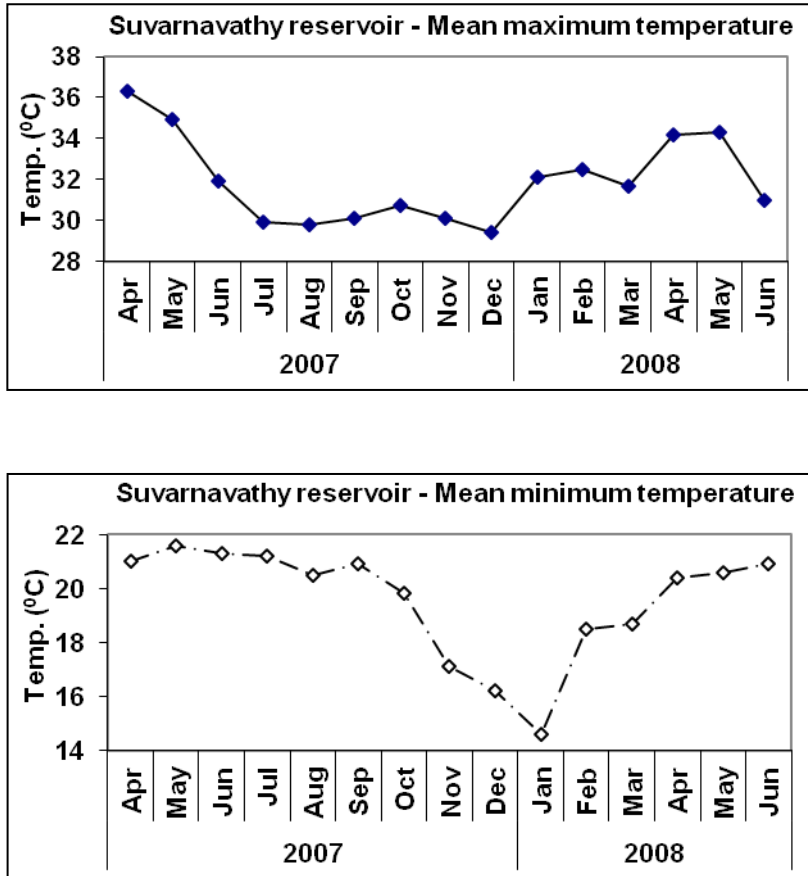 Suvarnavathy reservoir - Mean maximum temperature
38
36
34
32
30
28
Temp. (⁰C)
Apr May Jun Jul Aug Sep Oct Nov Dec Jan Feb Mar Apr May Jun
2007 2008
Suvarnavathy reservoir - Mean minimum temperature
22
20
18
16
14
Temp. (⁰C)
Apr May Jun Jul Aug Sep Oct Nov Dec Jan Feb Mar Apr May Jun
2007 2008